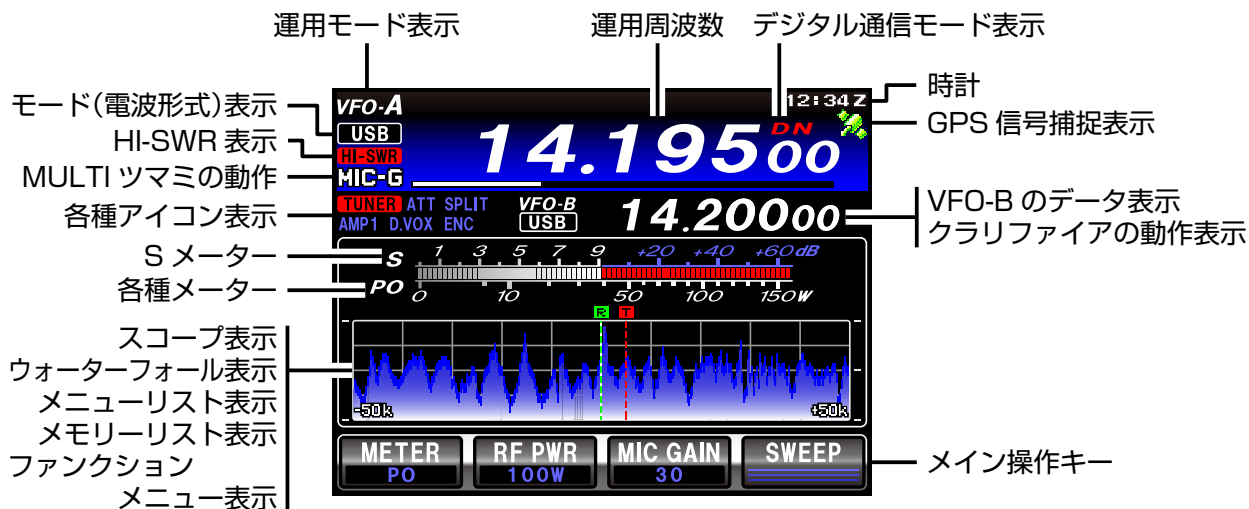 運用モード表示
運用周波数
デジタル通信モード表示
モード(電波形式)表示
HI-SWR 表示
MULTI ツマミの動作
各種アイコン表示
S メーター
各種メーター
スコープ表示
ウォーターフォール表示
メニューリスト表示
メモリーリスト表示
ファンクション
メニュー表示
VFO-A
12:34Z
USB
HI-SWR
MIC-G
14.19500
DN
TUNER ATT SPLIT
AMP1 D.VOX ENC
VFO-B
USB
14.20000
S 1 3 5 7 9 +20 +40 +60dB
PO 0 10 50 100 150W
R T
-50k +50k
METER RF PWR MIC GAIN SWEEP
PO 100W 30
時計
GPS 信号捕捉表示
VFO-B のデータ表示
クラリファイアの動作表示
メイン操作キー